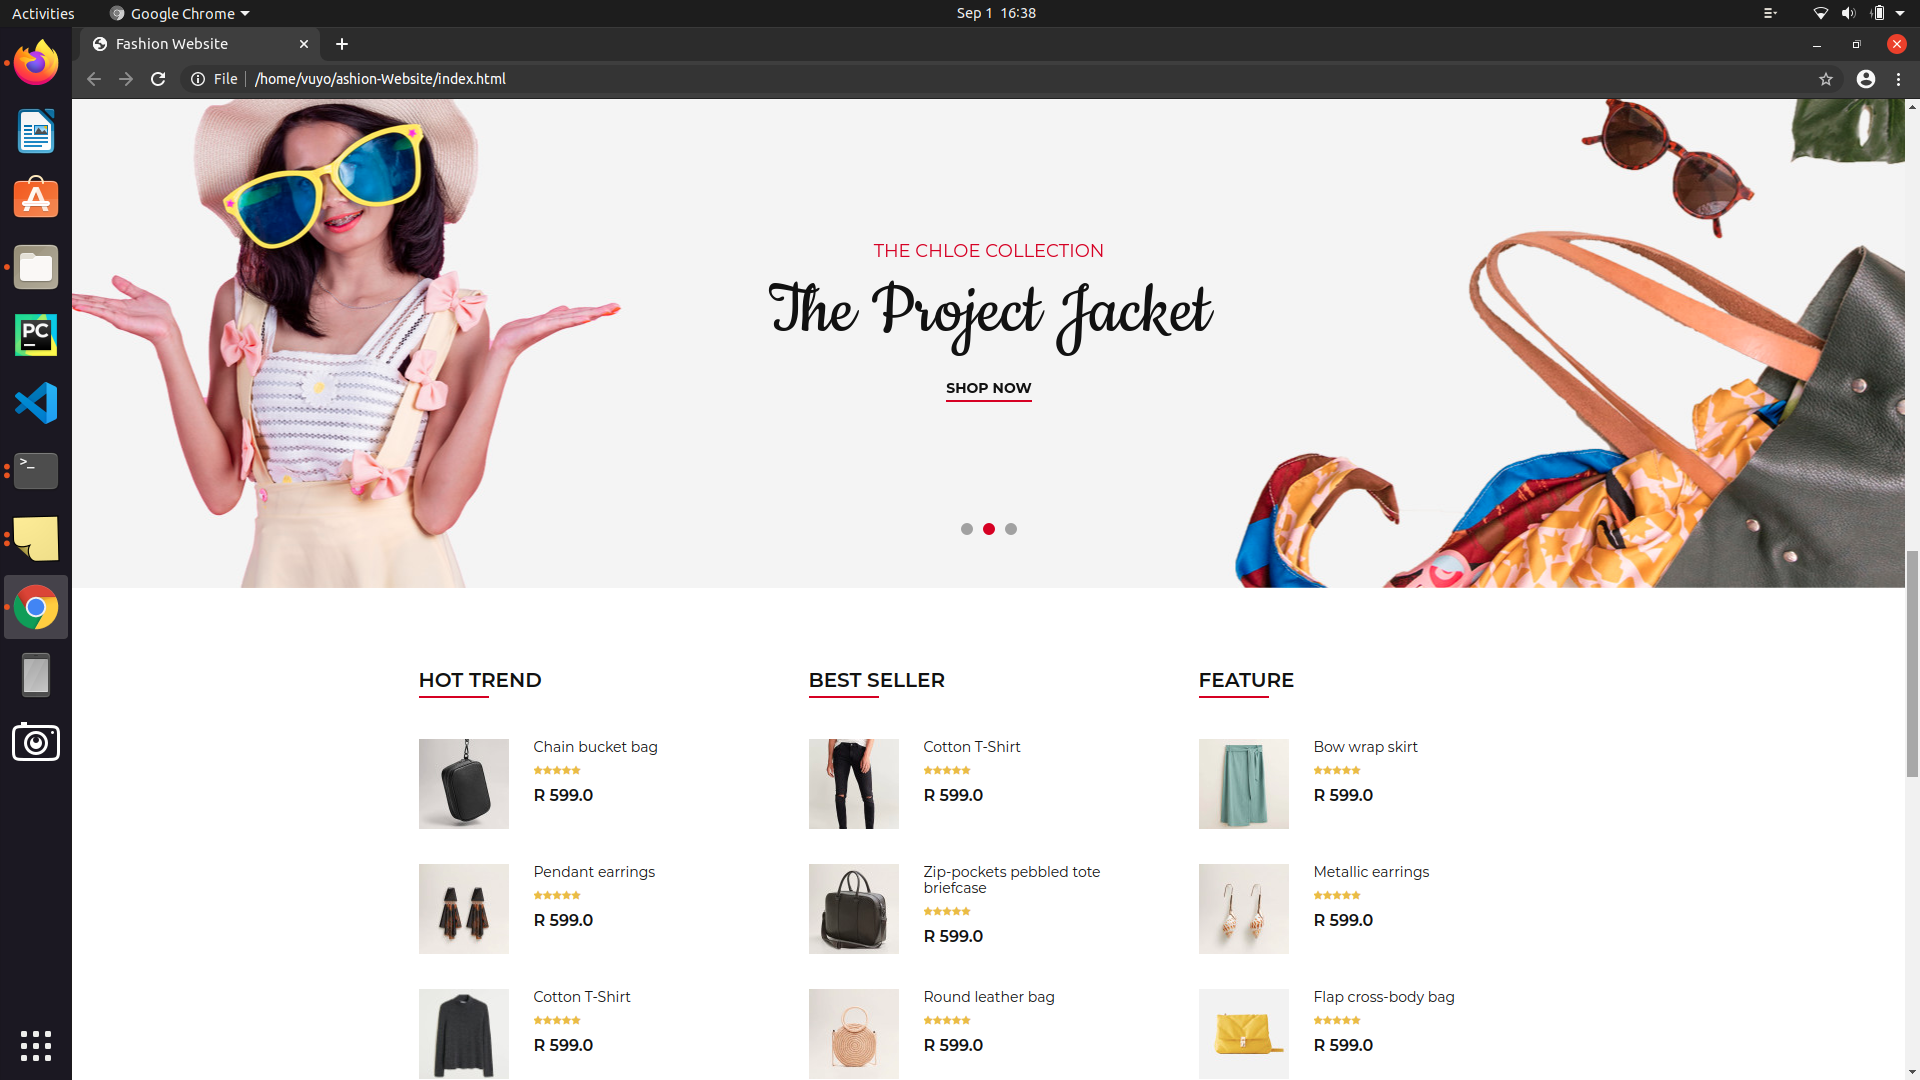 Activities
Google Chrome
Sep 1 16:38
Fashion Website
File
/home/vuyo/ashion-Website/index.html
PC
>_
THE CHLOE COLLECTION
The Project Jacket
SHOP NOW
HOT TREND
Chain bucket bag
R 599.0
Pendant earrings
R 599.0
Cotton T-Shirt
R 599.0
BEST SELLER
Cotton T-Shirt
R 599.0
Zip-pockets pebbled tote
briefcase
R 599.0
Round leather bag
R 599.0
FEATURE
Bow wrap skirt
R 599.0
Metallic earrings
R 599.0
Flap cross-body bag
R 599.0